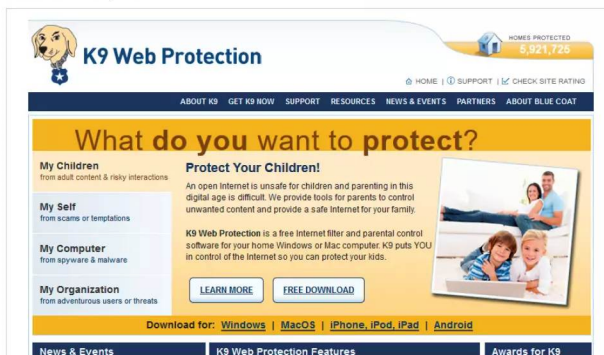 HOMES PROTECTED
5,921,726
K9 Web Protection
HOME | SUPPORT | CHECK SITE RATING
ABOUT K9 GET K9 NOW SUPPORT RESOURCES NEWS & EVENTS PARTNERS ABOUT BLUE COAT
What do you want to protect?
My Children
from adult content & risky interactions
My Self
from scams or temptations
My Computer
from spyware & malware
My Organization
from adventurous users or threats
Protect Your Children!
An open Internet is unsafe for children and parenting in this
digital age is difficult. We provide tools for parents to control
unwanted content and provide a safe Internet for your family.
K9 Web Protection is a free Internet filter and parental control
software for your home Windows or Mac computer. K9 puts YOU
in control of the Internet so you can protect your kids.
LEARN MORE FREE DOWNLOAD
Download for: Windows | MacOS | iPhone, iPod, iPad | Android
News & Events K9 Web Protection Features Awards for K9